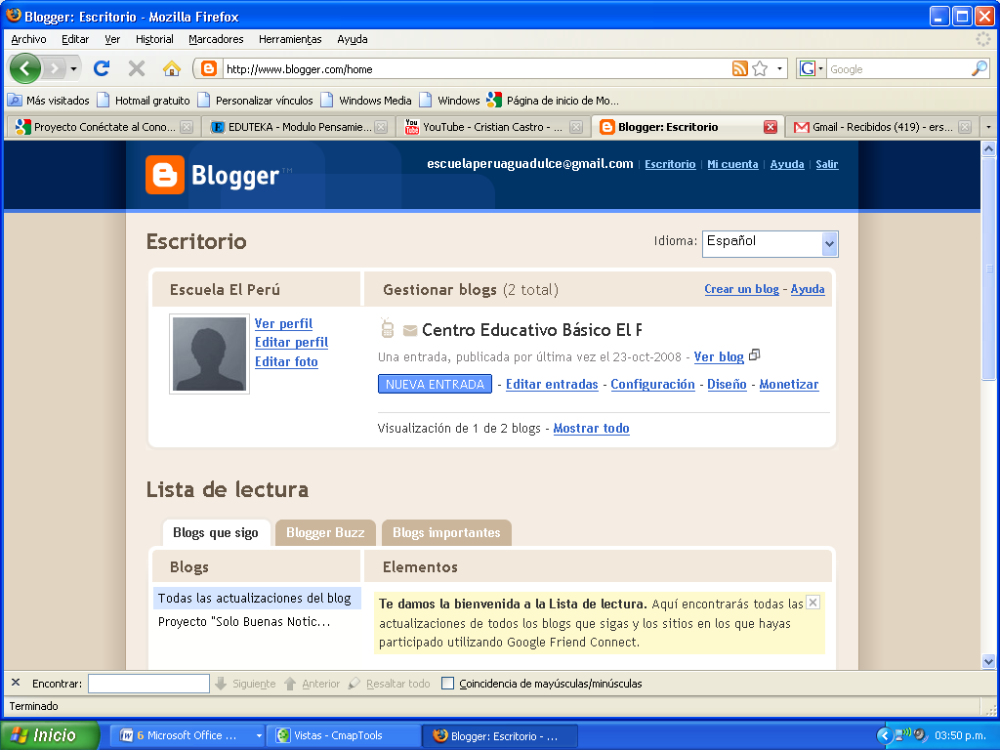 Blogger: Escritorio - Mozilla Firefox
Archivo Editar Ver Historial Marcadores Herramientas Ayuda
http://www.blogger.com/home
Google
Más visitados Hotmail gratuito Personalizar vínculos Windows Media Windows Página de inicio de Mo...
Proyecto Conéctate al Cono... EDUTEKA - Modulo Pensamie... YouTube - Cristian Castro - ... Blogger: Escritorio Gmail - Recibidos (419) - ers...
Blogger™
escuelaperuaguadulce@gmail.com | Escritorio | Mi cuenta | Ayuda | Salir
Escritorio
Idioma: Español
Escuela El Perú
Gestionar blogs (2 total)
Crear un blog - Ayuda
Ver perfil
Editar perfil
Editar foto
Centro Educativo Básico El P
Una entrada, publicada por última vez el 23-oct-2008 - Ver blog
NUEVA ENTRADA - Editar entradas - Configuración - Diseño - Monetizar
Visualización de 1 de 2 blogs - Mostrar todo
Lista de lectura
Blogs que sigo Blogger Buzz Blogs importantes
Blogs
Elementos
Todas las actualizaciones del blog
Proyecto "Solo Buenas Notic...
Te damos la bienvenida a la Lista de lectura. Aquí encontrarás todas las
actualizaciones de todos los blogs que sigas y los sitios en los que hayas
participado utilizando Google Friend Connect.
Encontrar: Siguiente Anterior Resaltar todo Coincidencia de mayúsculas/minúsculas
Terminado
Inicio 6 Microsoft Office ... Vistas - CmapTools Blogger: Escritorio - ... 03:50 p.m.